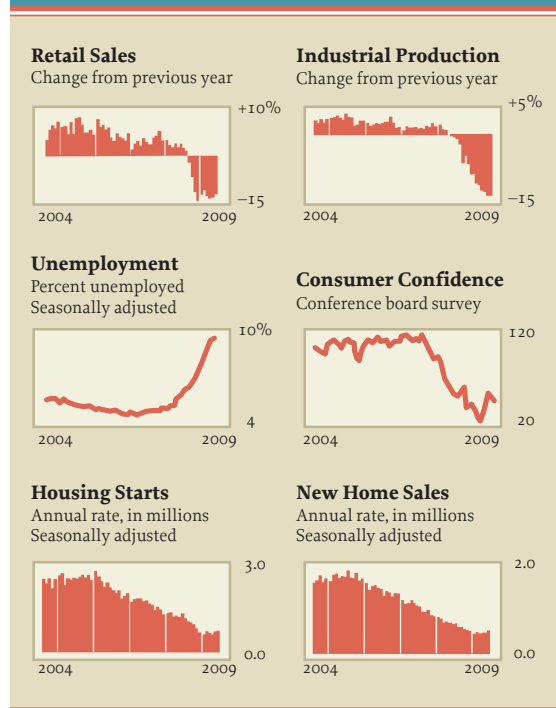 Retail Sales
Change from previous year
+10%
−15
2004 2009
Industrial Production
Change from previous year
+5%
−15
2004 2009
Unemployment
Percent unemployed
Seasonally adjusted
10%
4
2004 2009
Consumer Confidence
Conference board survey
120
20
2004 2009
Housing Starts
Annual rate, in millions
Seasonally adjusted
3.0
0.0
2004 2009
New Home Sales
Annual rate, in millions
Seasonally adjusted
2.0
0.0
2004 2009